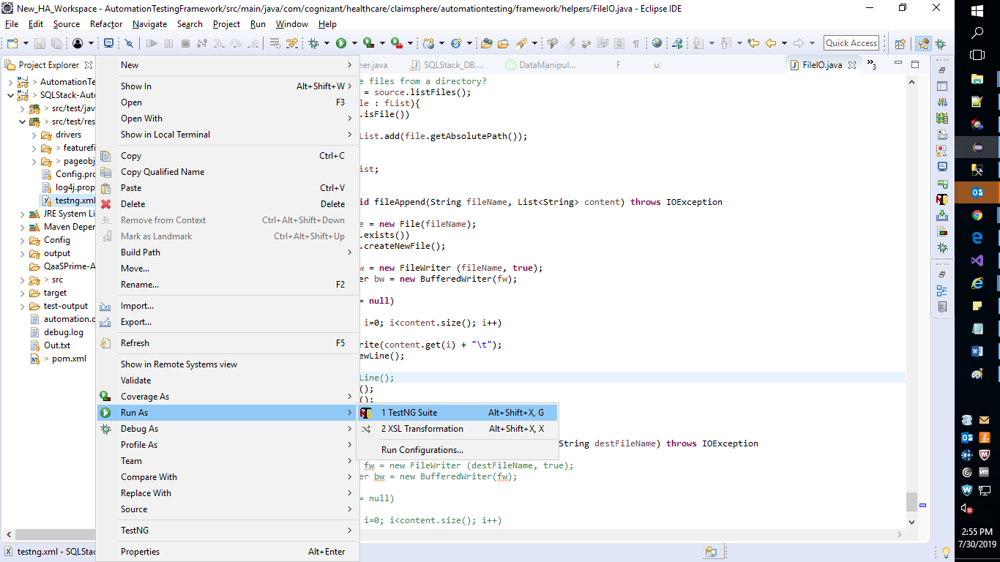 New_HA_Workspace - AutomationTestingFramework/src/main/java/com/cognizant/healthcare/claimsphere/automationtesting/framework/helpers/FileIO.java - Eclipse IDE
File Edit Source Refactor Navigate Search Project Run Window Help
Quick Access
Project Explorer
> AutomationTe
> SQLStack-Aut
> src/test/jav
> src/test/res
drivers
> featurefi
> pageobj
Config.pro
log4j.prop
testng.xml
JRE System Li
Maven Depen
Config
output
QaaSPrime-A
> src
target
test-output
automation.c
debug.log
Out.txt
> pom.xml
New
Show In Alt+Shift+W
Open F3
Open With
Show in Local Terminal
Copy Ctrl+C
Copy Qualified Name
Paste Ctrl+V
Delete Delete
Remove from Context Ctrl+Alt+Shift+Down
Mark as Landmark Ctrl+Alt+Shift+Up
Build Path
Move...
Rename... F2
Import...
Export...
Refresh F5
Show in Remote Systems view
Validate
Coverage As
Run As
Debug As
Profile As
Team
Compare With
Replace With
Source
TestNG
Properties Alt+Enter
1 TestNG Suite Alt+Shift+X, G
2 XSL Transformation Alt+Shift+X, X
Run Configurations...
ner.java SQLStack_DB.... DataManipul... F ul FileIO.java 3
e files from a directory?
= source.listFiles();
le : fList){
.isFile())
List.add(file.getAbsolutePath());
ist;
id fileAppend(String fileName, List<String> content) throws IOException
e = new File(fileName);
.exists())
.createNewFile();
w = new FileWriter (fileName, true);
er bw = new BufferedWriter(fw);
= null)
i=0; i<content.size(); i++)
rite(content.get(i) + "\t");
ewLine();
Line();
();
();
String destFileName) throws IOException
fw = new FileWriter (destFileName, true);
er bw = new BufferedWriter(fw);
= null)
i=0; i<content.size(); i++)
testng.xml - SQLStac
2:55 PM
7/30/2019